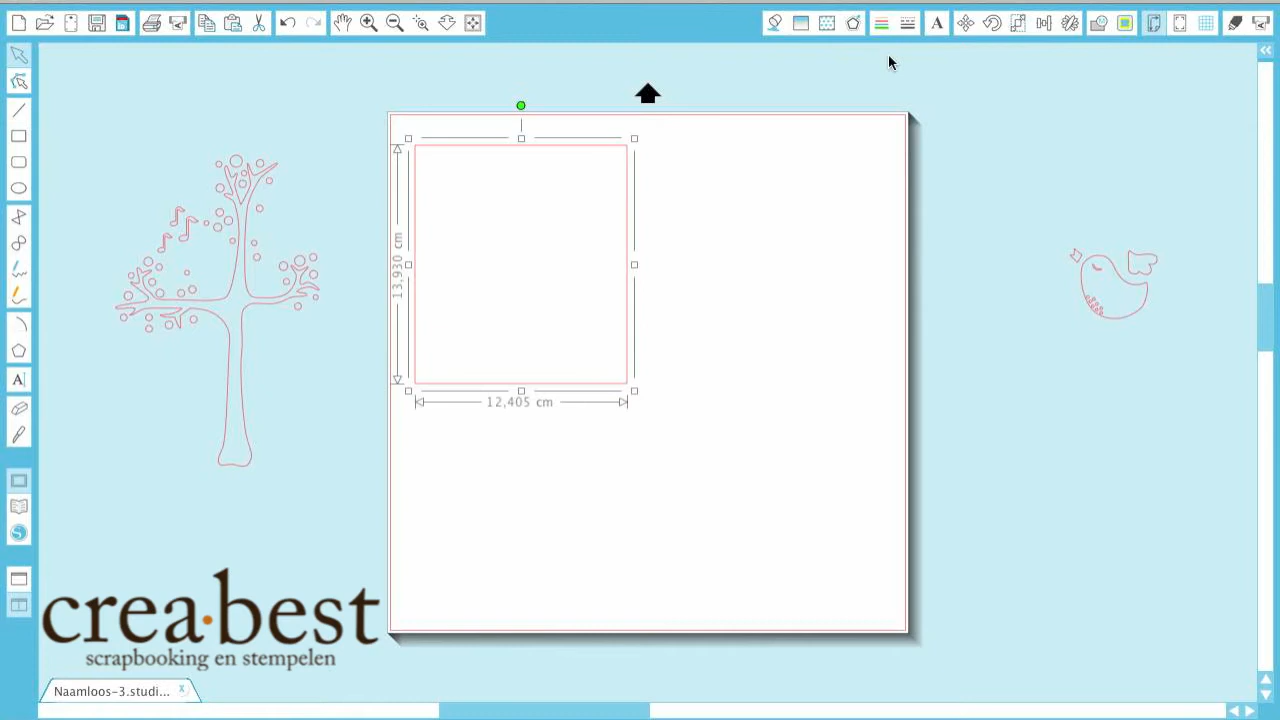 A
13,930 cm
12,405 cm
A
crea·best
scrapbooking en stempelen
Naamloos-3.studi... x